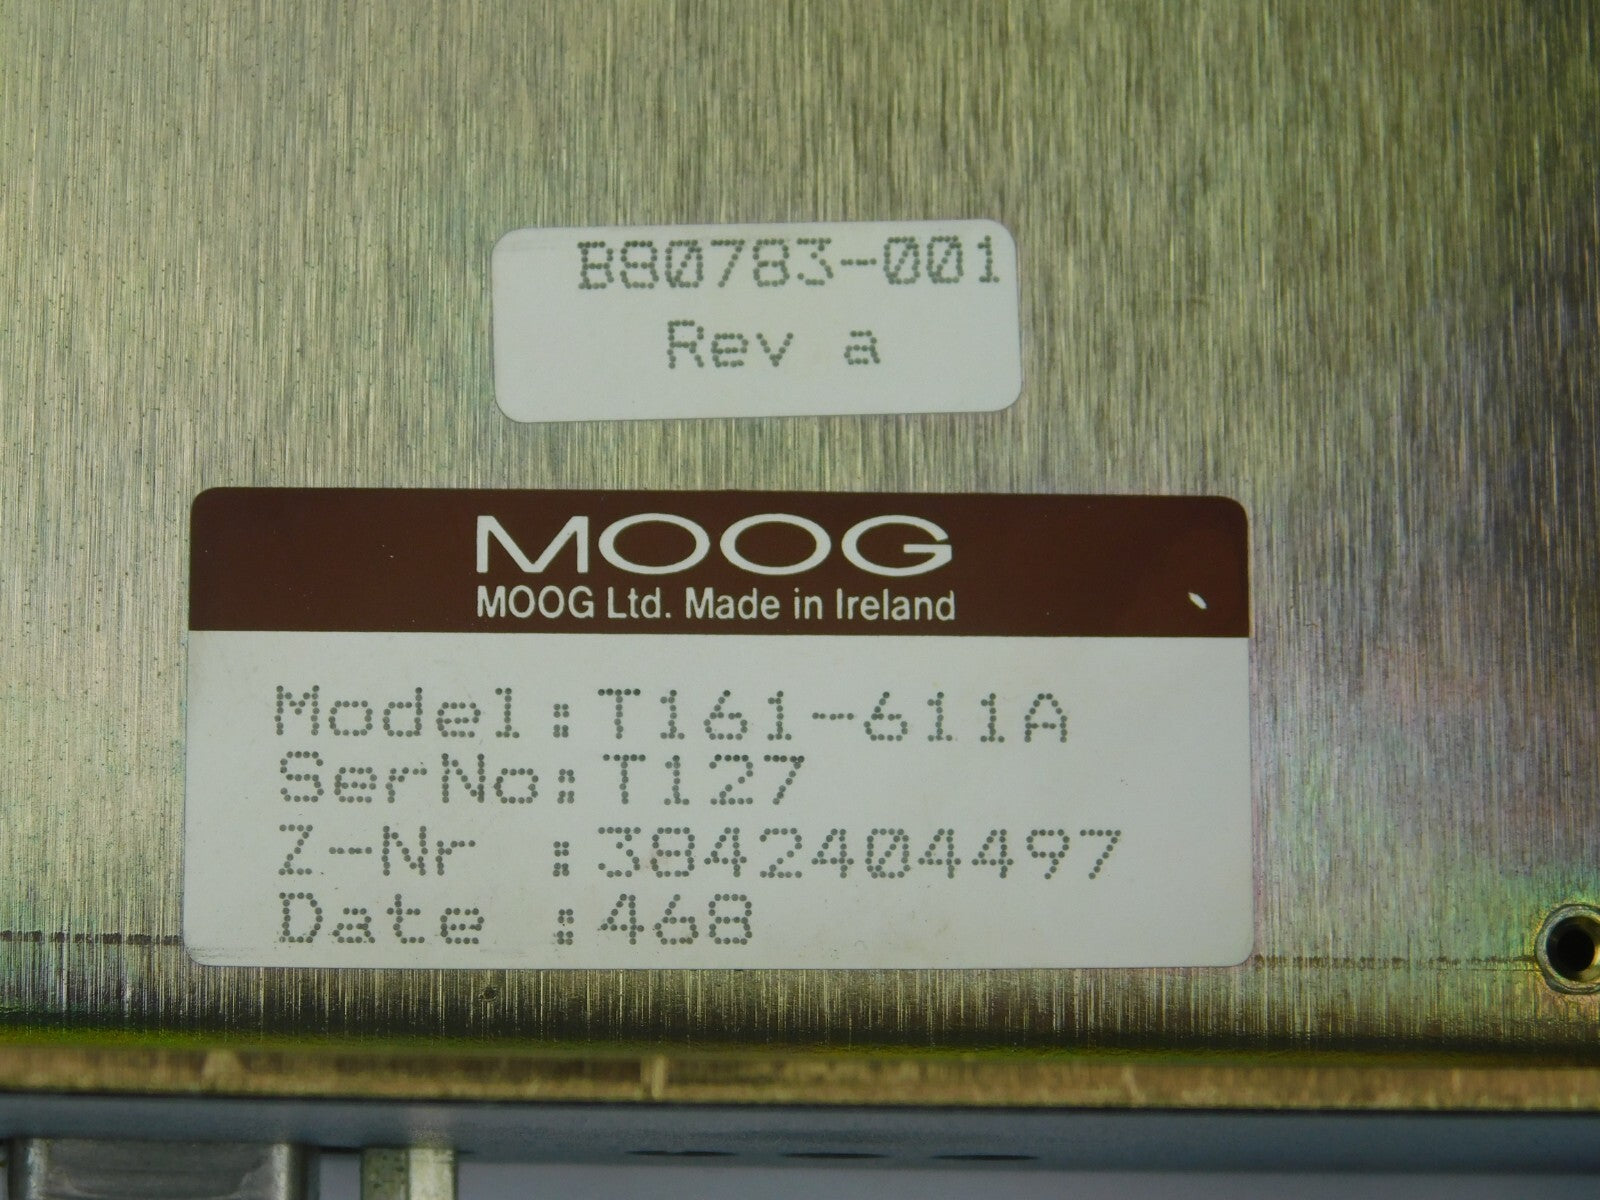 B80783-001
Rev a
MOOG
MOOG Ltd. Made in Ireland
Model:T161-611A
SerNo:T127
Z-Nr :3842404497
Date :468